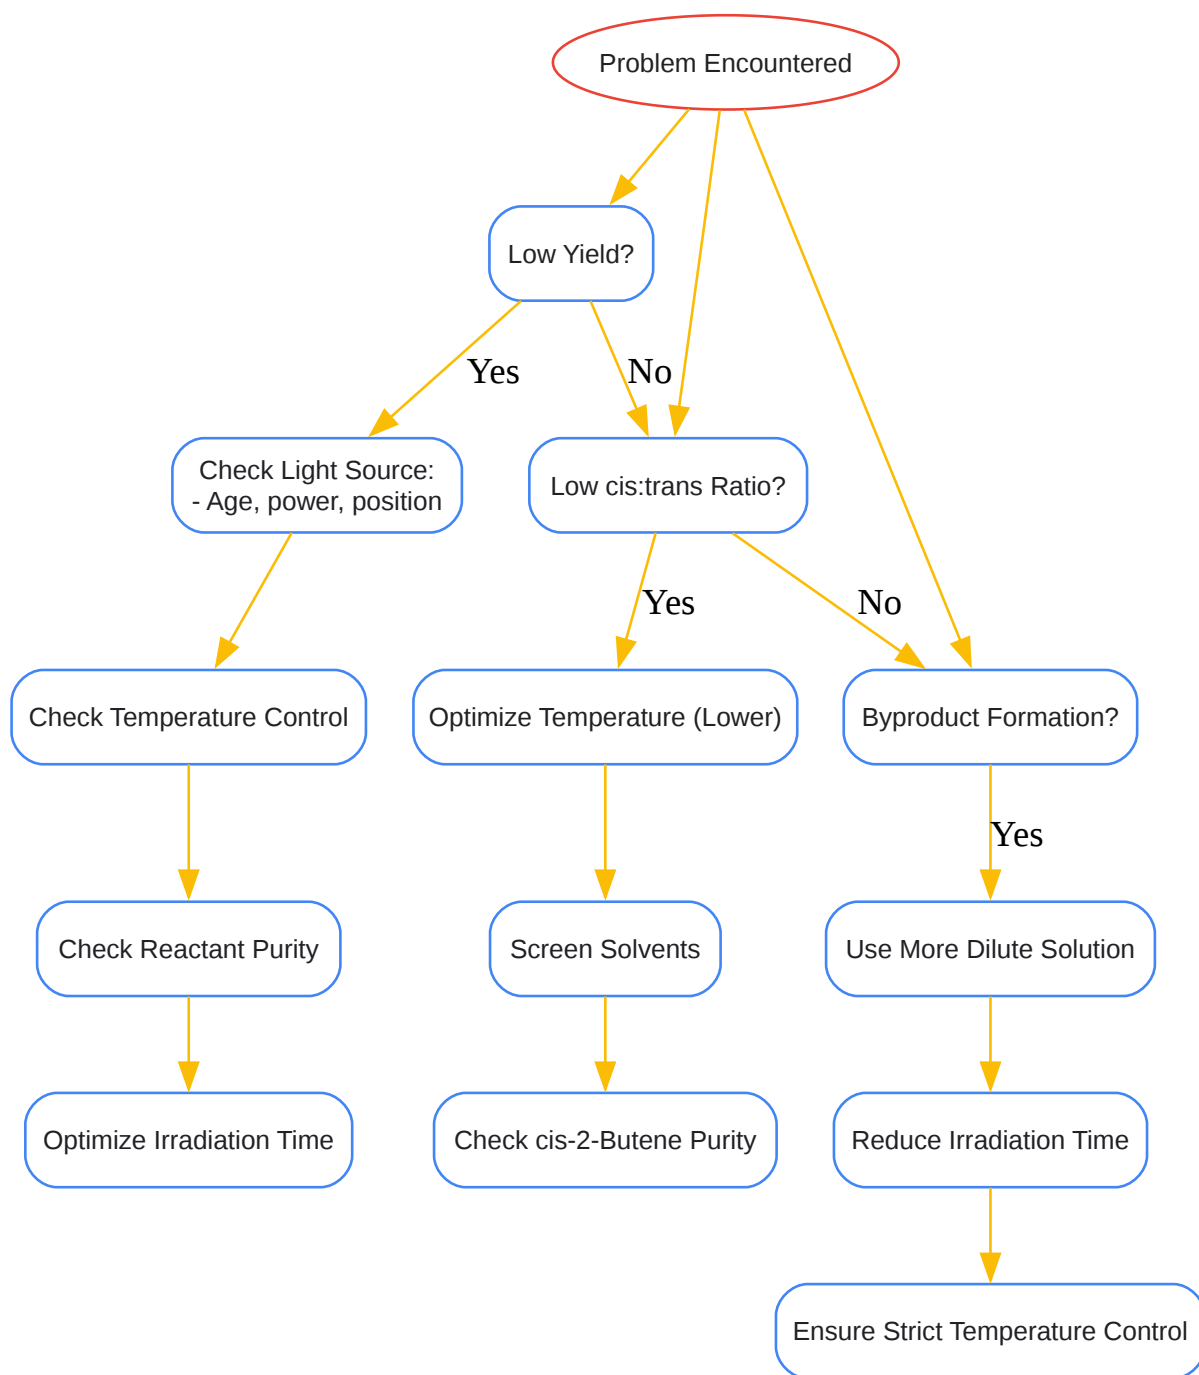 Problem Encountered
Low Yield?
Yes
No
Check Light Source:
- Age, power, position
Low cis:trans Ratio?
Yes
No
Check Temperature Control
Optimize Temperature (Lower)
Byproduct Formation?
Yes
Check Reactant Purity
Screen Solvents
Use More Dilute Solution
Optimize Irradiation Time
Check cis-2-Butene Purity
Reduce Irradiation Time
Ensure Strict Temperature Control